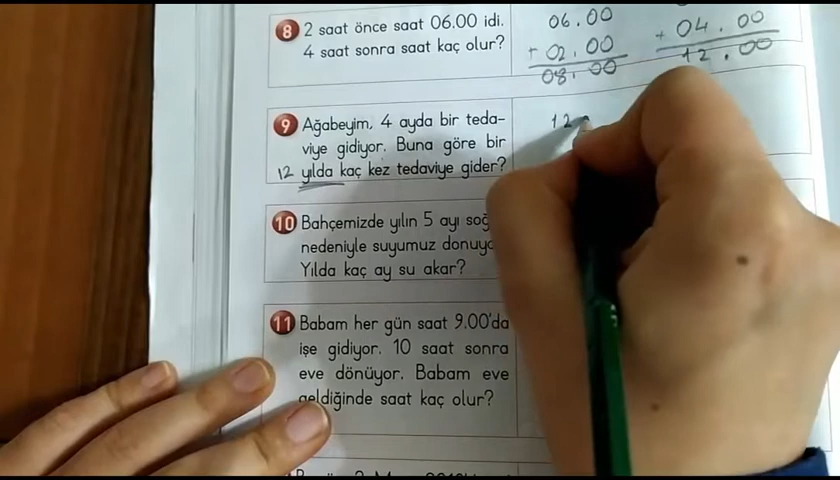 8 2 saat önce saat 06.00 idi.
4 saat sonra saat kaç olur?
06.00
+ 02.00
08.00
+ 04.00
12.00
9 Ağabeyim, 4 ayda bir teda-
viye gidiyor. Buna göre bir
12 yılda kaç kez tedaviye gider?
12
10 Bahçemizde yılın 5 ayı
nedeniyle suyumuz
Yılda kaç ay su akar?
11 Babam her gün saat 9.00'da
işe gidiyor. 10 saat sonra
eve dönüyor. Babam eve
geldiğinde saat kaç olur?